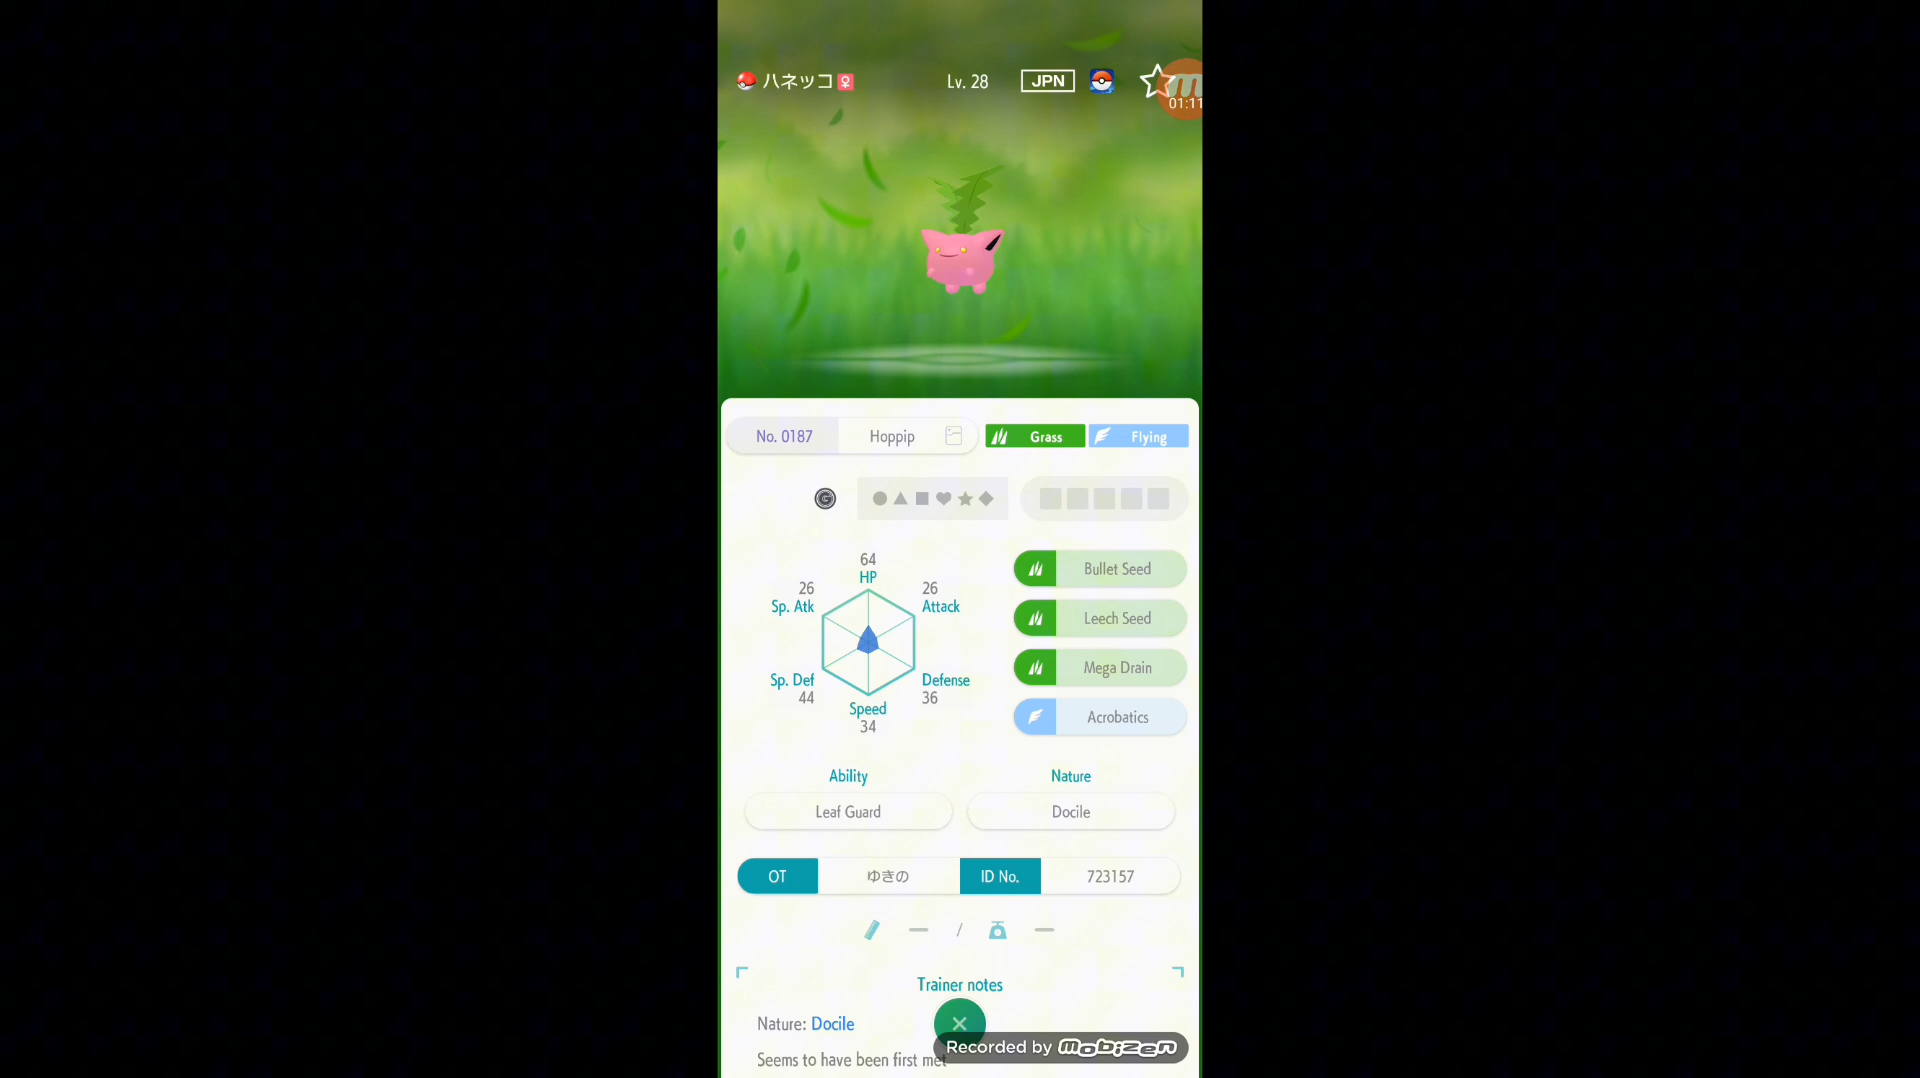 ハネッコ Lv. 28 JPN
01:11
No. 0187 Hoppip Grass Flying
64
HP
26
Sp. Atk
26
Attack
Sp. Def
44
Defense
36
Speed
34
Bullet Seed
Leech Seed
Mega Drain
Acrobatics
Ability
Leaf Guard
Nature
Docile
OT ゆきの ID No. 723157
— / —
Trainer notes
Nature: Docile
Seems to have been first met
Recorded by mobizen